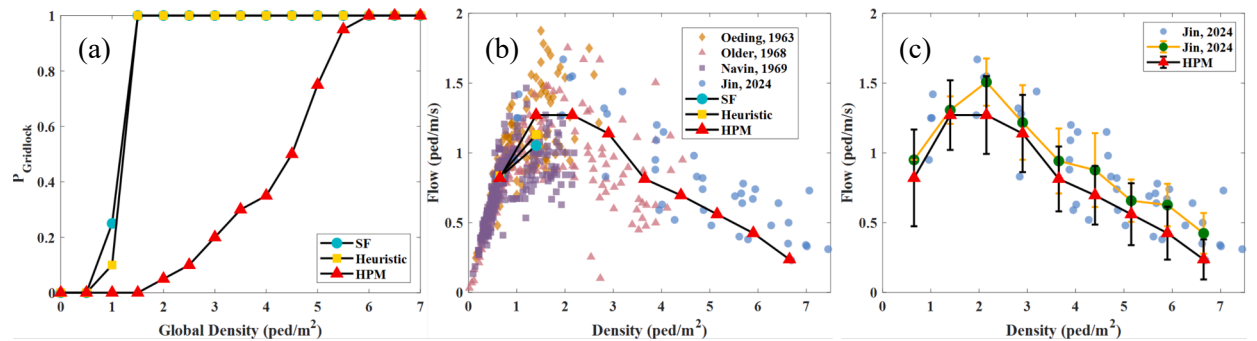 (a)
P_Gridlock
1
0.8
0.6
0.4
0.2
0
0 1 2 3 4 5 6 7
Global Density (ped/m²)
SF
Heuristic
HPM
(b)
Flow (ped/m/s)
2
1.5
1
0.5
0
0 1 2 3 4 5 6 7
Density (ped/m²)
Oeding, 1963
Older, 1968
Navin, 1969
Jin, 2024
SF
Heuristic
HPM
(c)
Flow (ped/m/s)
2
1.5
1
0.5
0
0 1 2 3 4 5 6 7
Density (ped/m²)
Jin, 2024
Jin, 2024
HPM